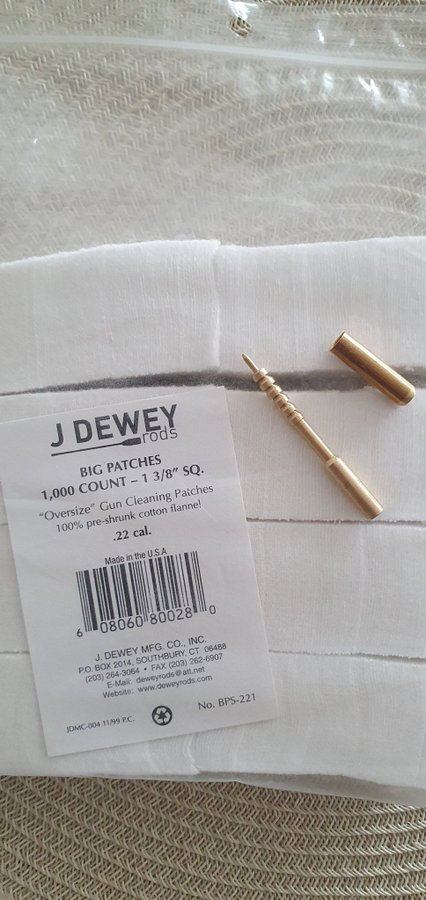 J DEWEY
rods
BIG PATCHES
1,000 COUNT – 1 3/8" SQ.
"Oversize" Gun Cleaning Patches
100% pre-shrunk cotton flannel
.22 cal.
Made in the U.S.A
6 08060 80028 0
J. DEWEY MFG. CO., INC.
P.O. BOX 2014, SOUTHBURY, CT 06488
(203) 264-3064 • FAX (203) 262-6907
E-Mail: deweyrods@att.net
Website: www.deweyrods.com
JDMC-004 11/99 P.C.
No. BPS-221